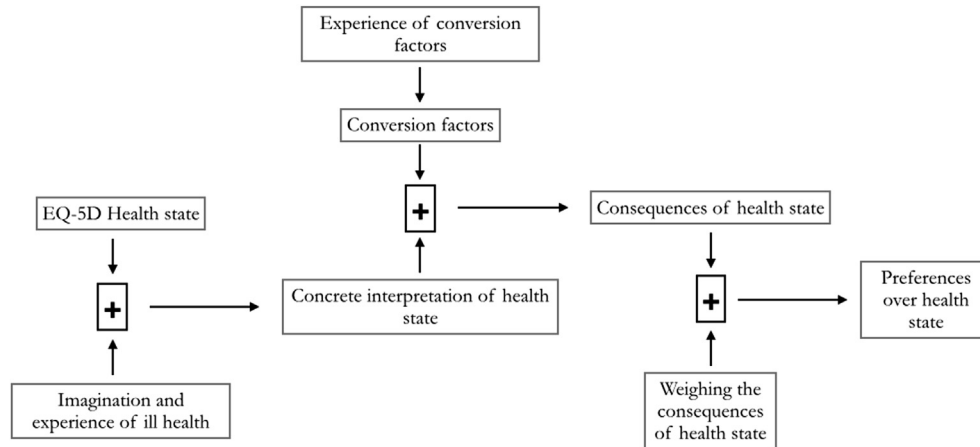 Experience of conversion
factors
Conversion factors
EQ-5D Health state
+
Consequences of health state
+
Concrete interpretation of health
state
+
Preferences
over health
state
Imagination and
experience of ill health
Weighing the
consequences
of health state